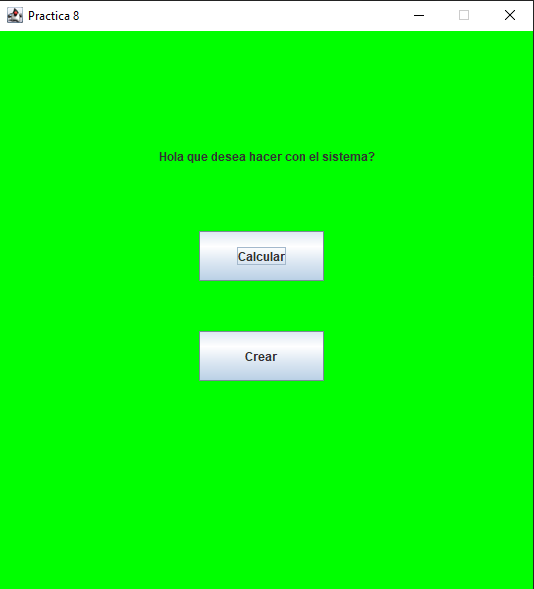 Practica 8
Hola que desea hacer con el sistema?
Calcular
Crear